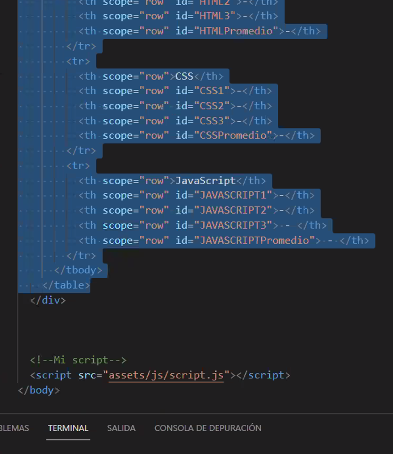 <th scope="row" id="HTML2">-</th>
<th scope="row" id="HTML3">-</th>
<th scope="row" id="HTMLPromedio">-</th>
</tr>
<tr>
<th scope="row">CSS</th>
<th scope="row" id="CSS1">-</th>
<th scope="row" id="CSS2">-</th>
<th scope="row" id="CSS3">-</th>
<th scope="row" id="CSSPromedio">-</th>
</tr>
<tr>
<th scope="row">JavaScript</th>
<th scope="row" id="JAVASCRIPT1">-</th>
<th scope="row" id="JAVASCRIPT2">-</th>
<th scope="row" id="JAVASCRIPT3"> - </th>
<th scope="row" id="JAVASCRIPTPromedio"> - </th>
</tr>
</tbody>
</table>
</div>
<!--Mi script-->
<script src="assets/js/script.js"></script>
</body>
BLEMAS TERMINAL SALIDA CONSOLA DE DEPURACIÓN